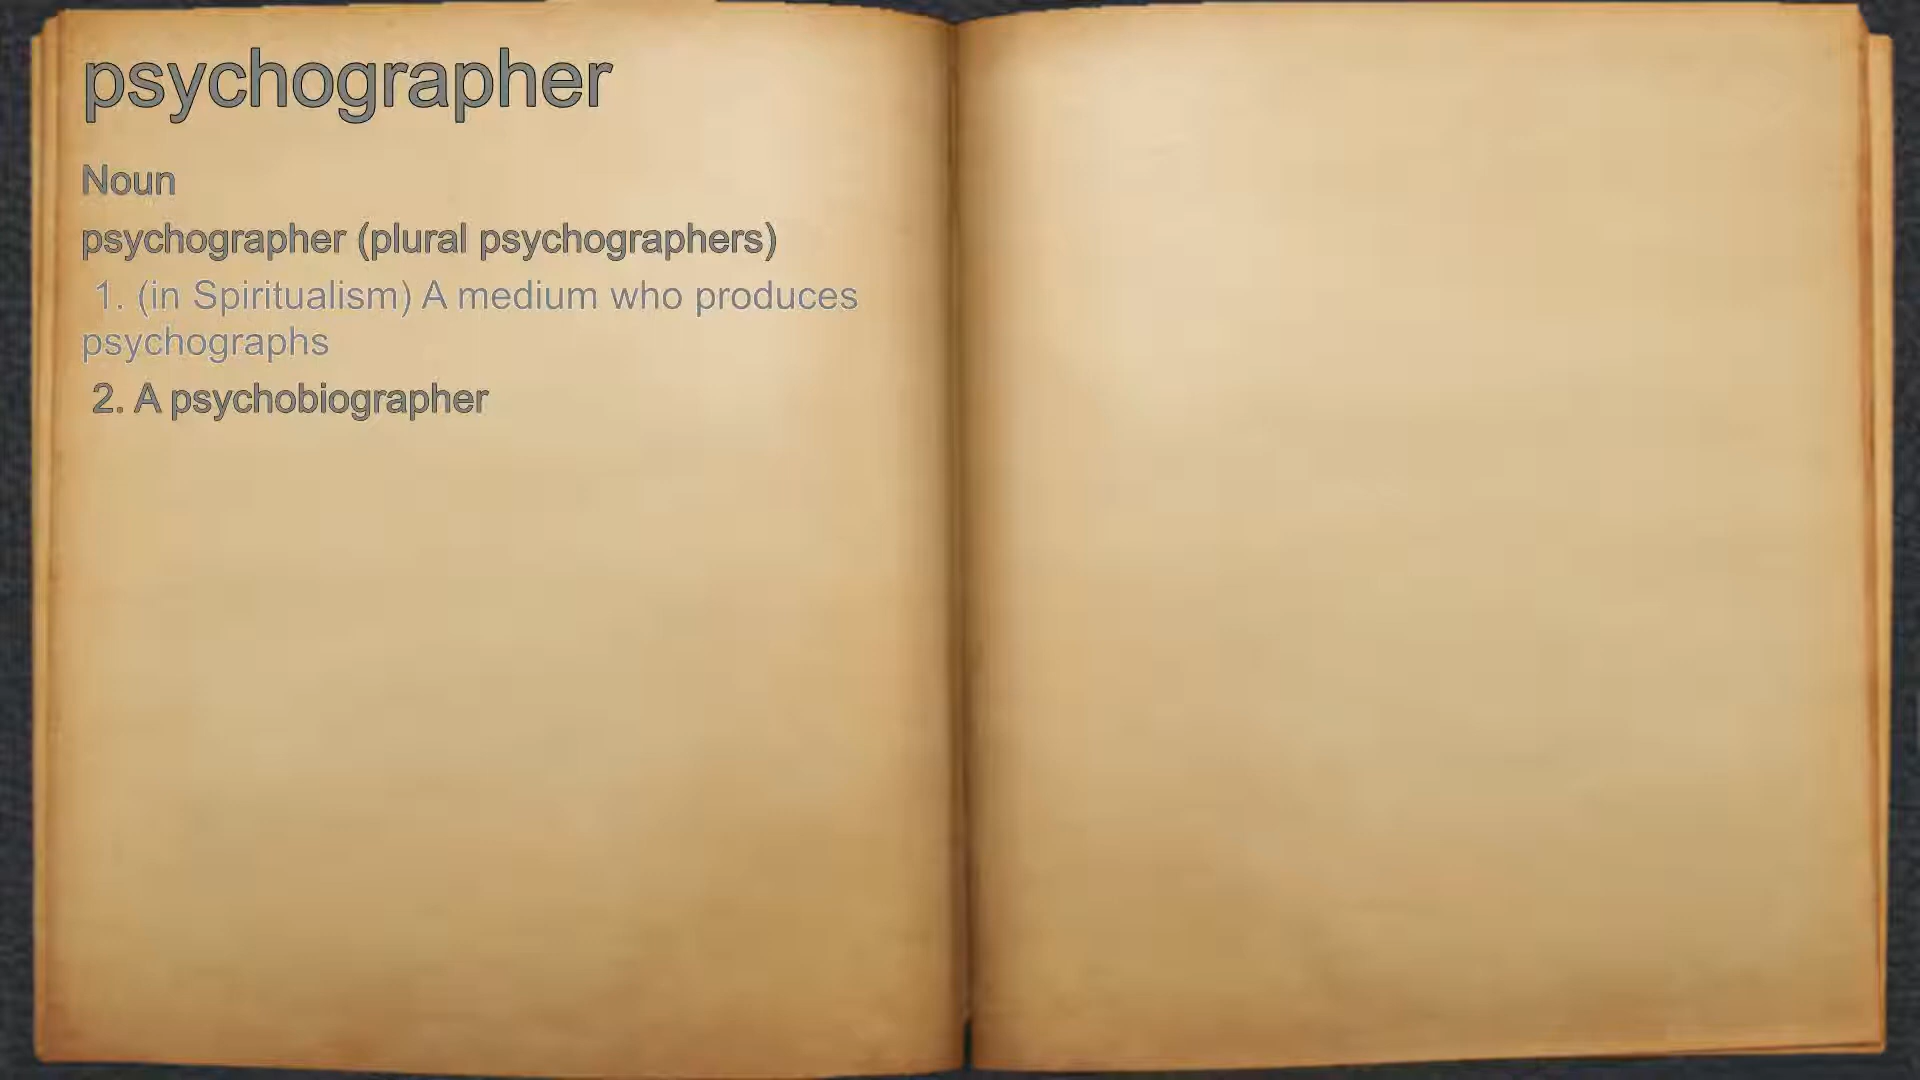 psychographer
Noun
psychographer (plural psychographers)
1. (in Spiritualism) A medium who produces
psychographs
2. A psychobiographer